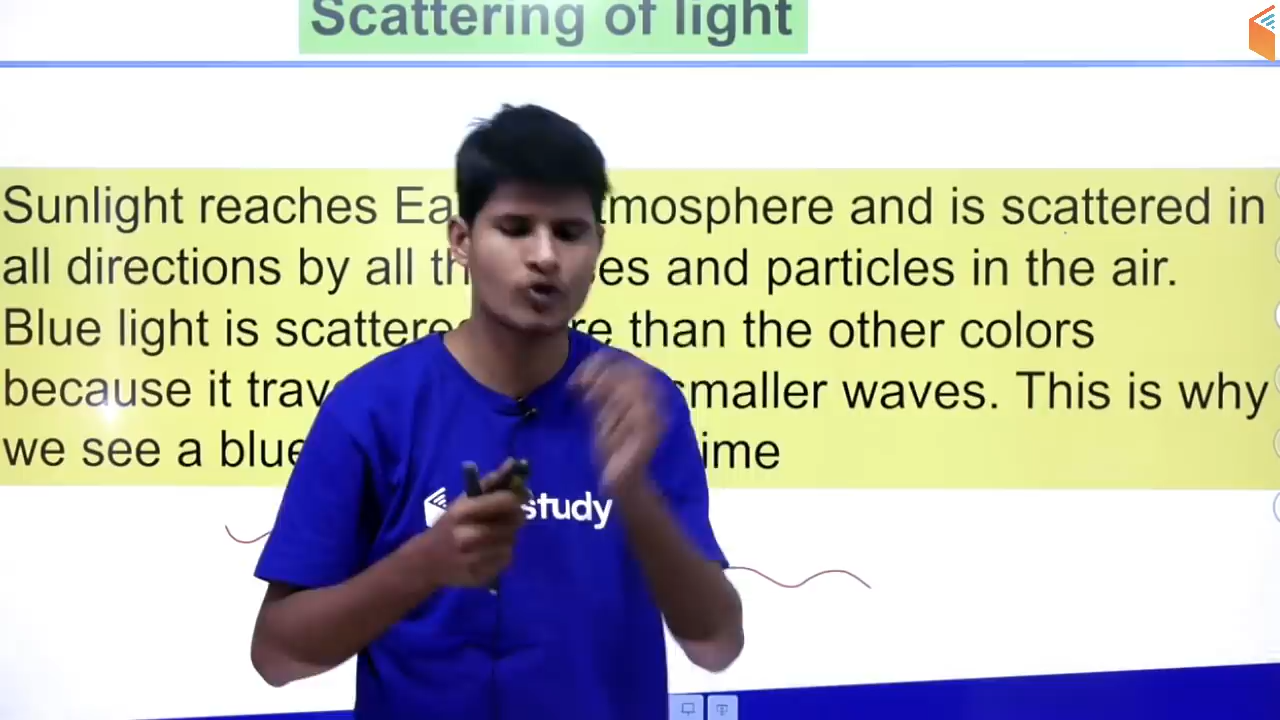 Scattering of light
Sunlight reaches Ea tmosphere and is scattered in
all directions by all th es and particles in the air.
Blue light is scattere re than the other colors
because it trav smaller waves. This is why
we see a blue ime
study